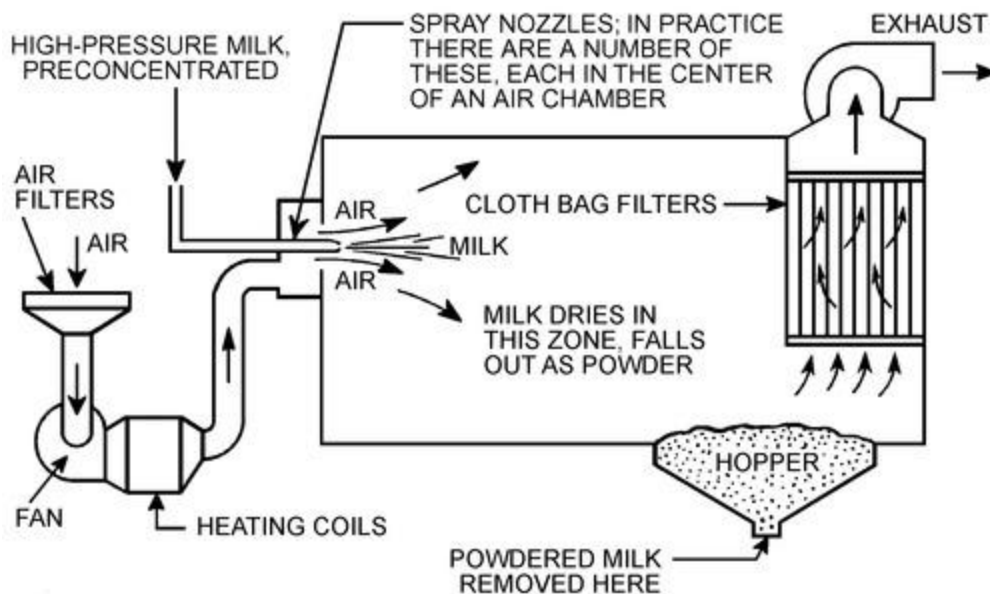 HIGH-PRESSURE MILK,
PRECONCENTRATED
SPRAY NOZZLES; IN PRACTICE
THERE ARE A NUMBER OF
THESE, EACH IN THE CENTER
OF AN AIR CHAMBER
EXHAUST
AIR
FILTERS
AIR
AIR
MILK
AIR
CLOTH BAG FILTERS
MILK DRIES IN
THIS ZONE, FALLS
OUT AS POWDER
HOPPER
FAN
HEATING COILS
POWDERED MILK
REMOVED HERE